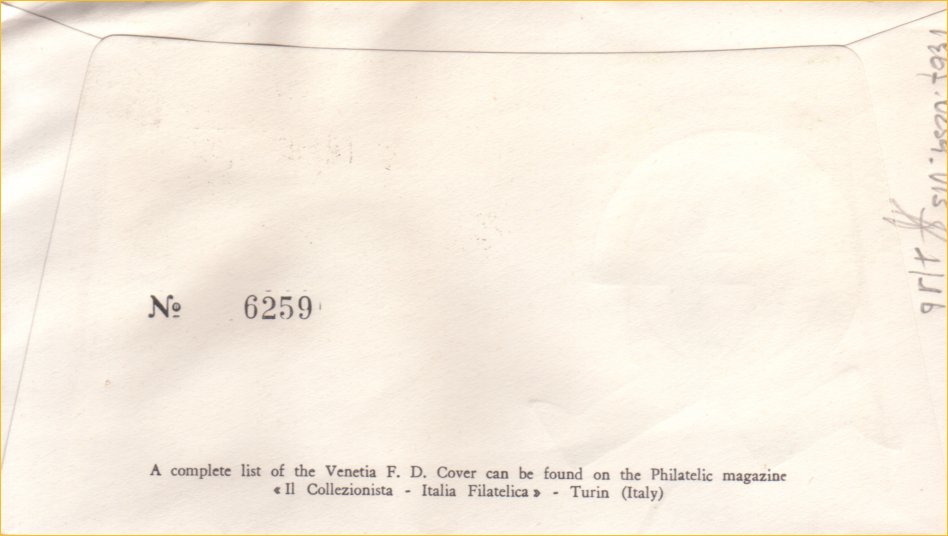 № 6259
A complete list of the Venetia F. D. Cover can be found on the Philatelic magazine
« Il Collezionista - Italia Filatelica » - Turin (Italy)